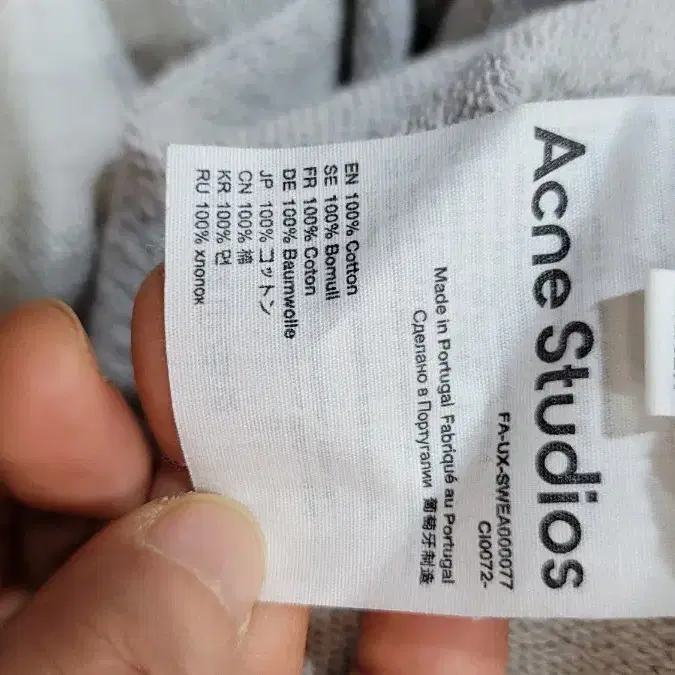 Acne Studios
FA-UX-SWEA000077
CI0072-
Made in Portugal Fabriqué au Portugal
Сделано в Португалии 葡萄牙制造
EN 100% Cotton
SE 100% Bomull
FR 100% Coton
DE 100% Baumwolle
JP 100% コットン
CN 100% 棉
KR 100% 면
RU 100% хлопок